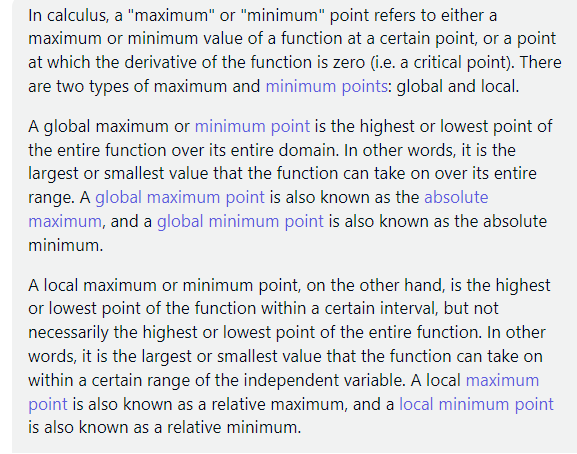 In calculus, a "maximum" or "minimum" point refers to either a
maximum or minimum value of a function at a certain point, or a point
at which the derivative of the function is zero (i.e. a critical point). There
are two types of maximum and minimum points: global and local.
A global maximum or minimum point is the highest or lowest point of
the entire function over its entire domain. In other words, it is the
largest or smallest value that the function can take on over its entire
range. A global maximum point is also known as the absolute
maximum, and a global minimum point is also known as the absolute
minimum.
A local maximum or minimum point, on the other hand, is the highest
or lowest point of the function within a certain interval, but not
necessarily the highest or lowest point of the entire function. In other
words, it is the largest or smallest value that the function can take on
within a certain range of the independent variable. A local maximum
point is also known as a relative maximum, and a local minimum point
is also known as a relative minimum.